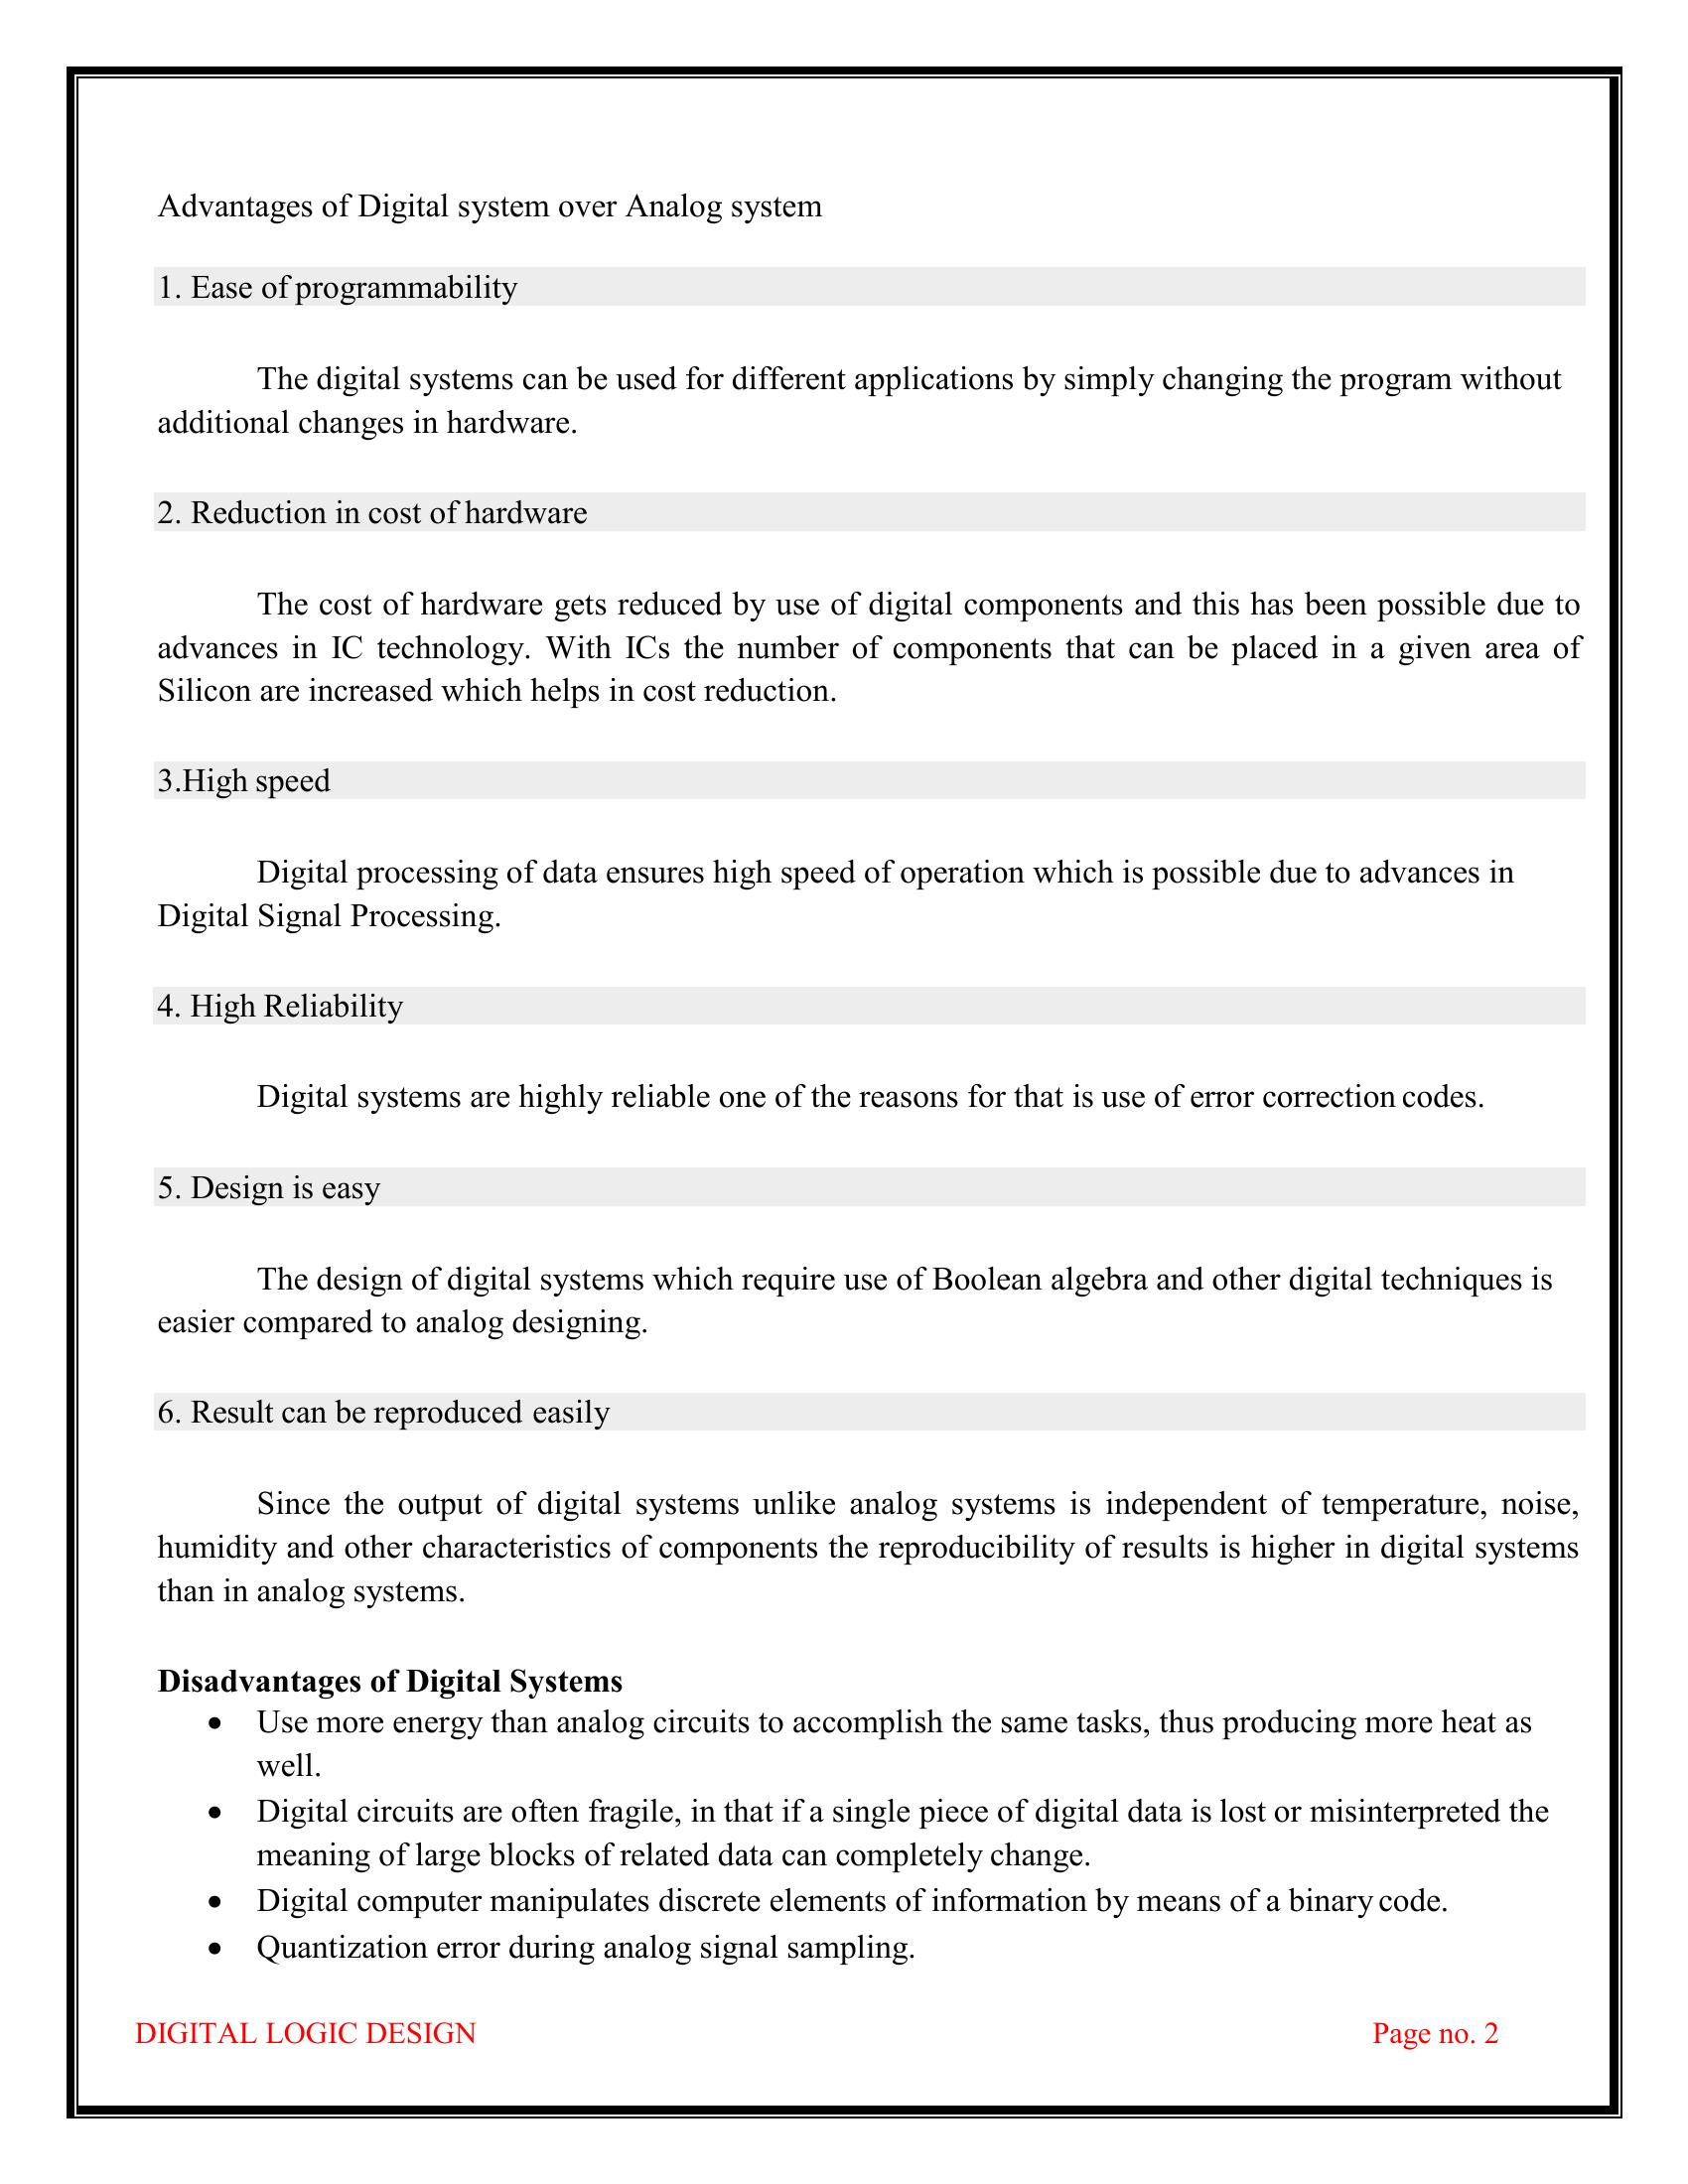 Advantages of Digital system over Analog system
1. Ease of programmability
The digital systems can be used for different applications by simply changing the program without
additional changes in hardware.
2. Reduction in cost of hardware
The cost of hardware gets reduced by use of digital components and this has been possible due to
advances in IC technology. With ICs the number of components that can be placed in a given area of
Silicon are increased which helps in cost reduction.
3.High speed
Digital processing of data ensures high speed of operation which is possible due to advances in
Digital Signal Processing.
4. High Reliability
Digital systems are highly reliable one of the reasons for that is use of error correction codes.
5. Design is easy
The design of digital systems which require use of Boolean algebra and other digital techniques is
easier compared to analog designing.
6. Result can be reproduced easily
Since the output of digital systems unlike analog systems is independent of temperature, noise,
humidity and other characteristics of components the reproducibility of results is higher in digital systems
than in analog systems.
Disadvantages of Digital Systems
• Use more energy than analog circuits to accomplish the same tasks, thus producing more heat as
well.
• Digital circuits are often fragile, in that if a single piece of digital data is lost or misinterpreted the
meaning of large blocks of related data can completely change.
• Digital computer manipulates discrete elements of information by means of a binary code.
• Quantization error during analog signal sampling.
DIGITAL LOGIC DESIGN Page no. 2